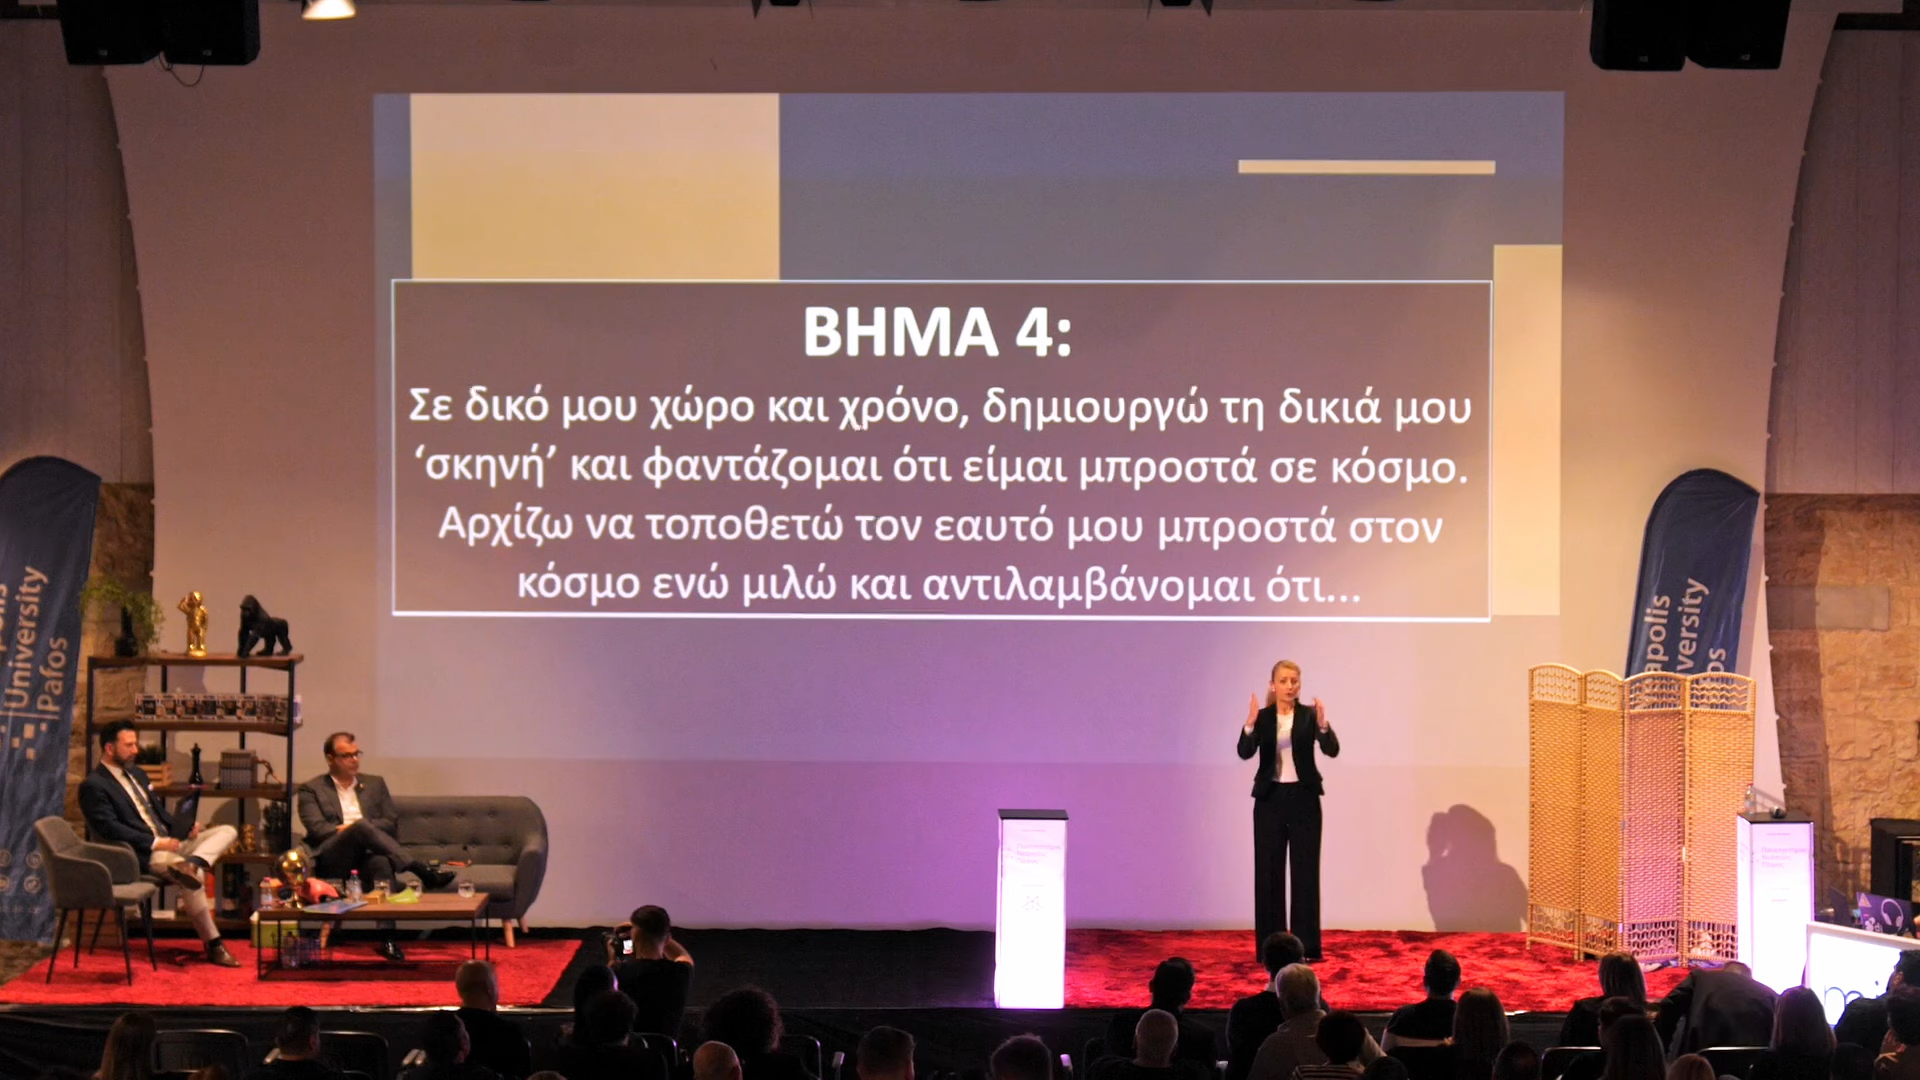 ΒΗΜΑ 4:
Σε δικό μου χώρο και χρόνο, δημιουργώ τη δικιά μου
‘σκηνή’ και φαντάζομαι ότι είμαι μπροστά σε κόσμο.
Αρχίζω να τοποθετώ τον εαυτό μου μπροστά στον
κόσμο ενώ μιλώ και αντιλαμβάνομαι ότι...
University
Pafos